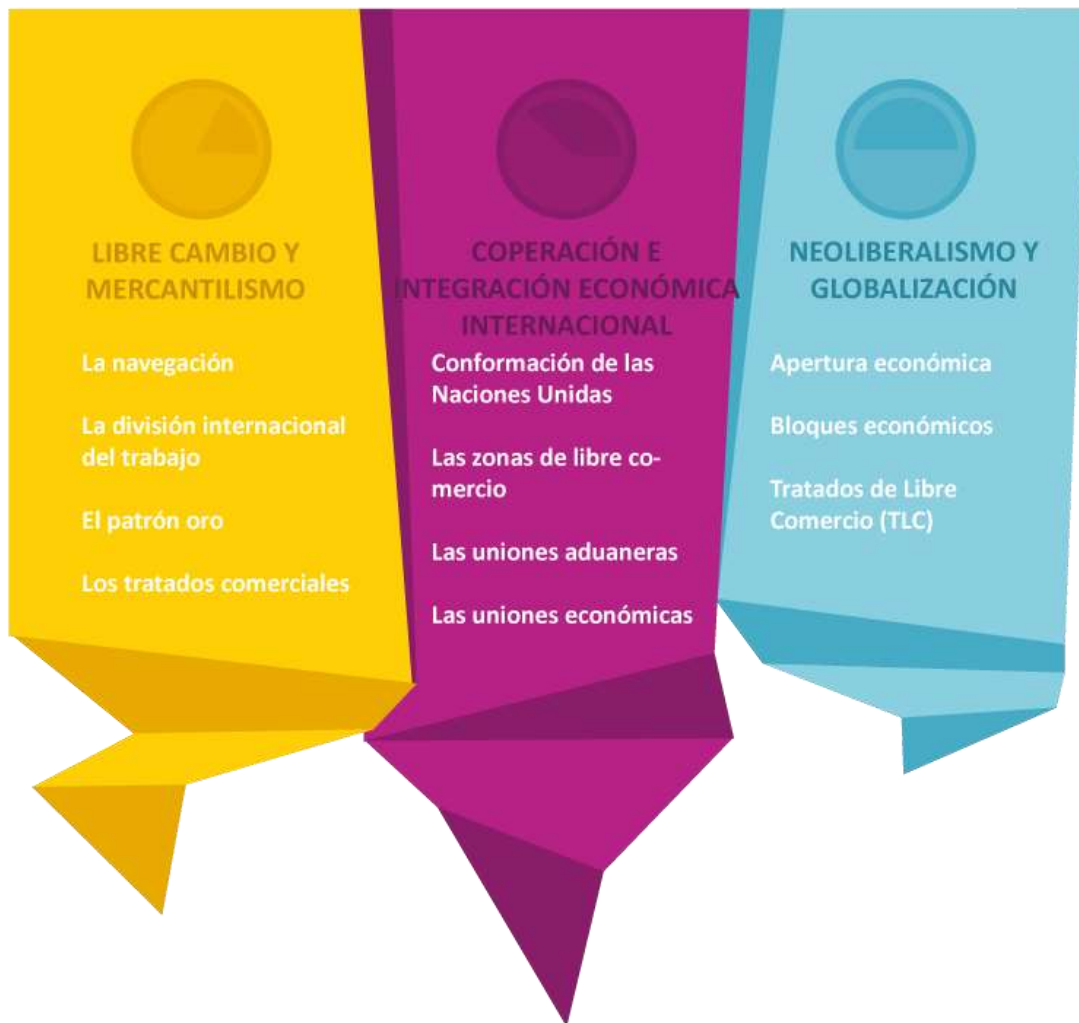 LIBRE CAMBIO Y
MERCANTILISMO
La navegación
La división internacional
del trabajo
El patrón oro
Los tratados comerciales
COPERACIÓN E
INTEGRACIÓN ECONÓMICA
INTERNACIONAL
Conformación de las
Naciones Unidas
Las zonas de libre co-
mercio
Las uniones aduaneras
Las uniones económicas
NEOLIBERALISMO Y
GLOBALIZACIÓN
Apertura económica
Bloques económicos
Tratados de Libre
Comercio (TLC)